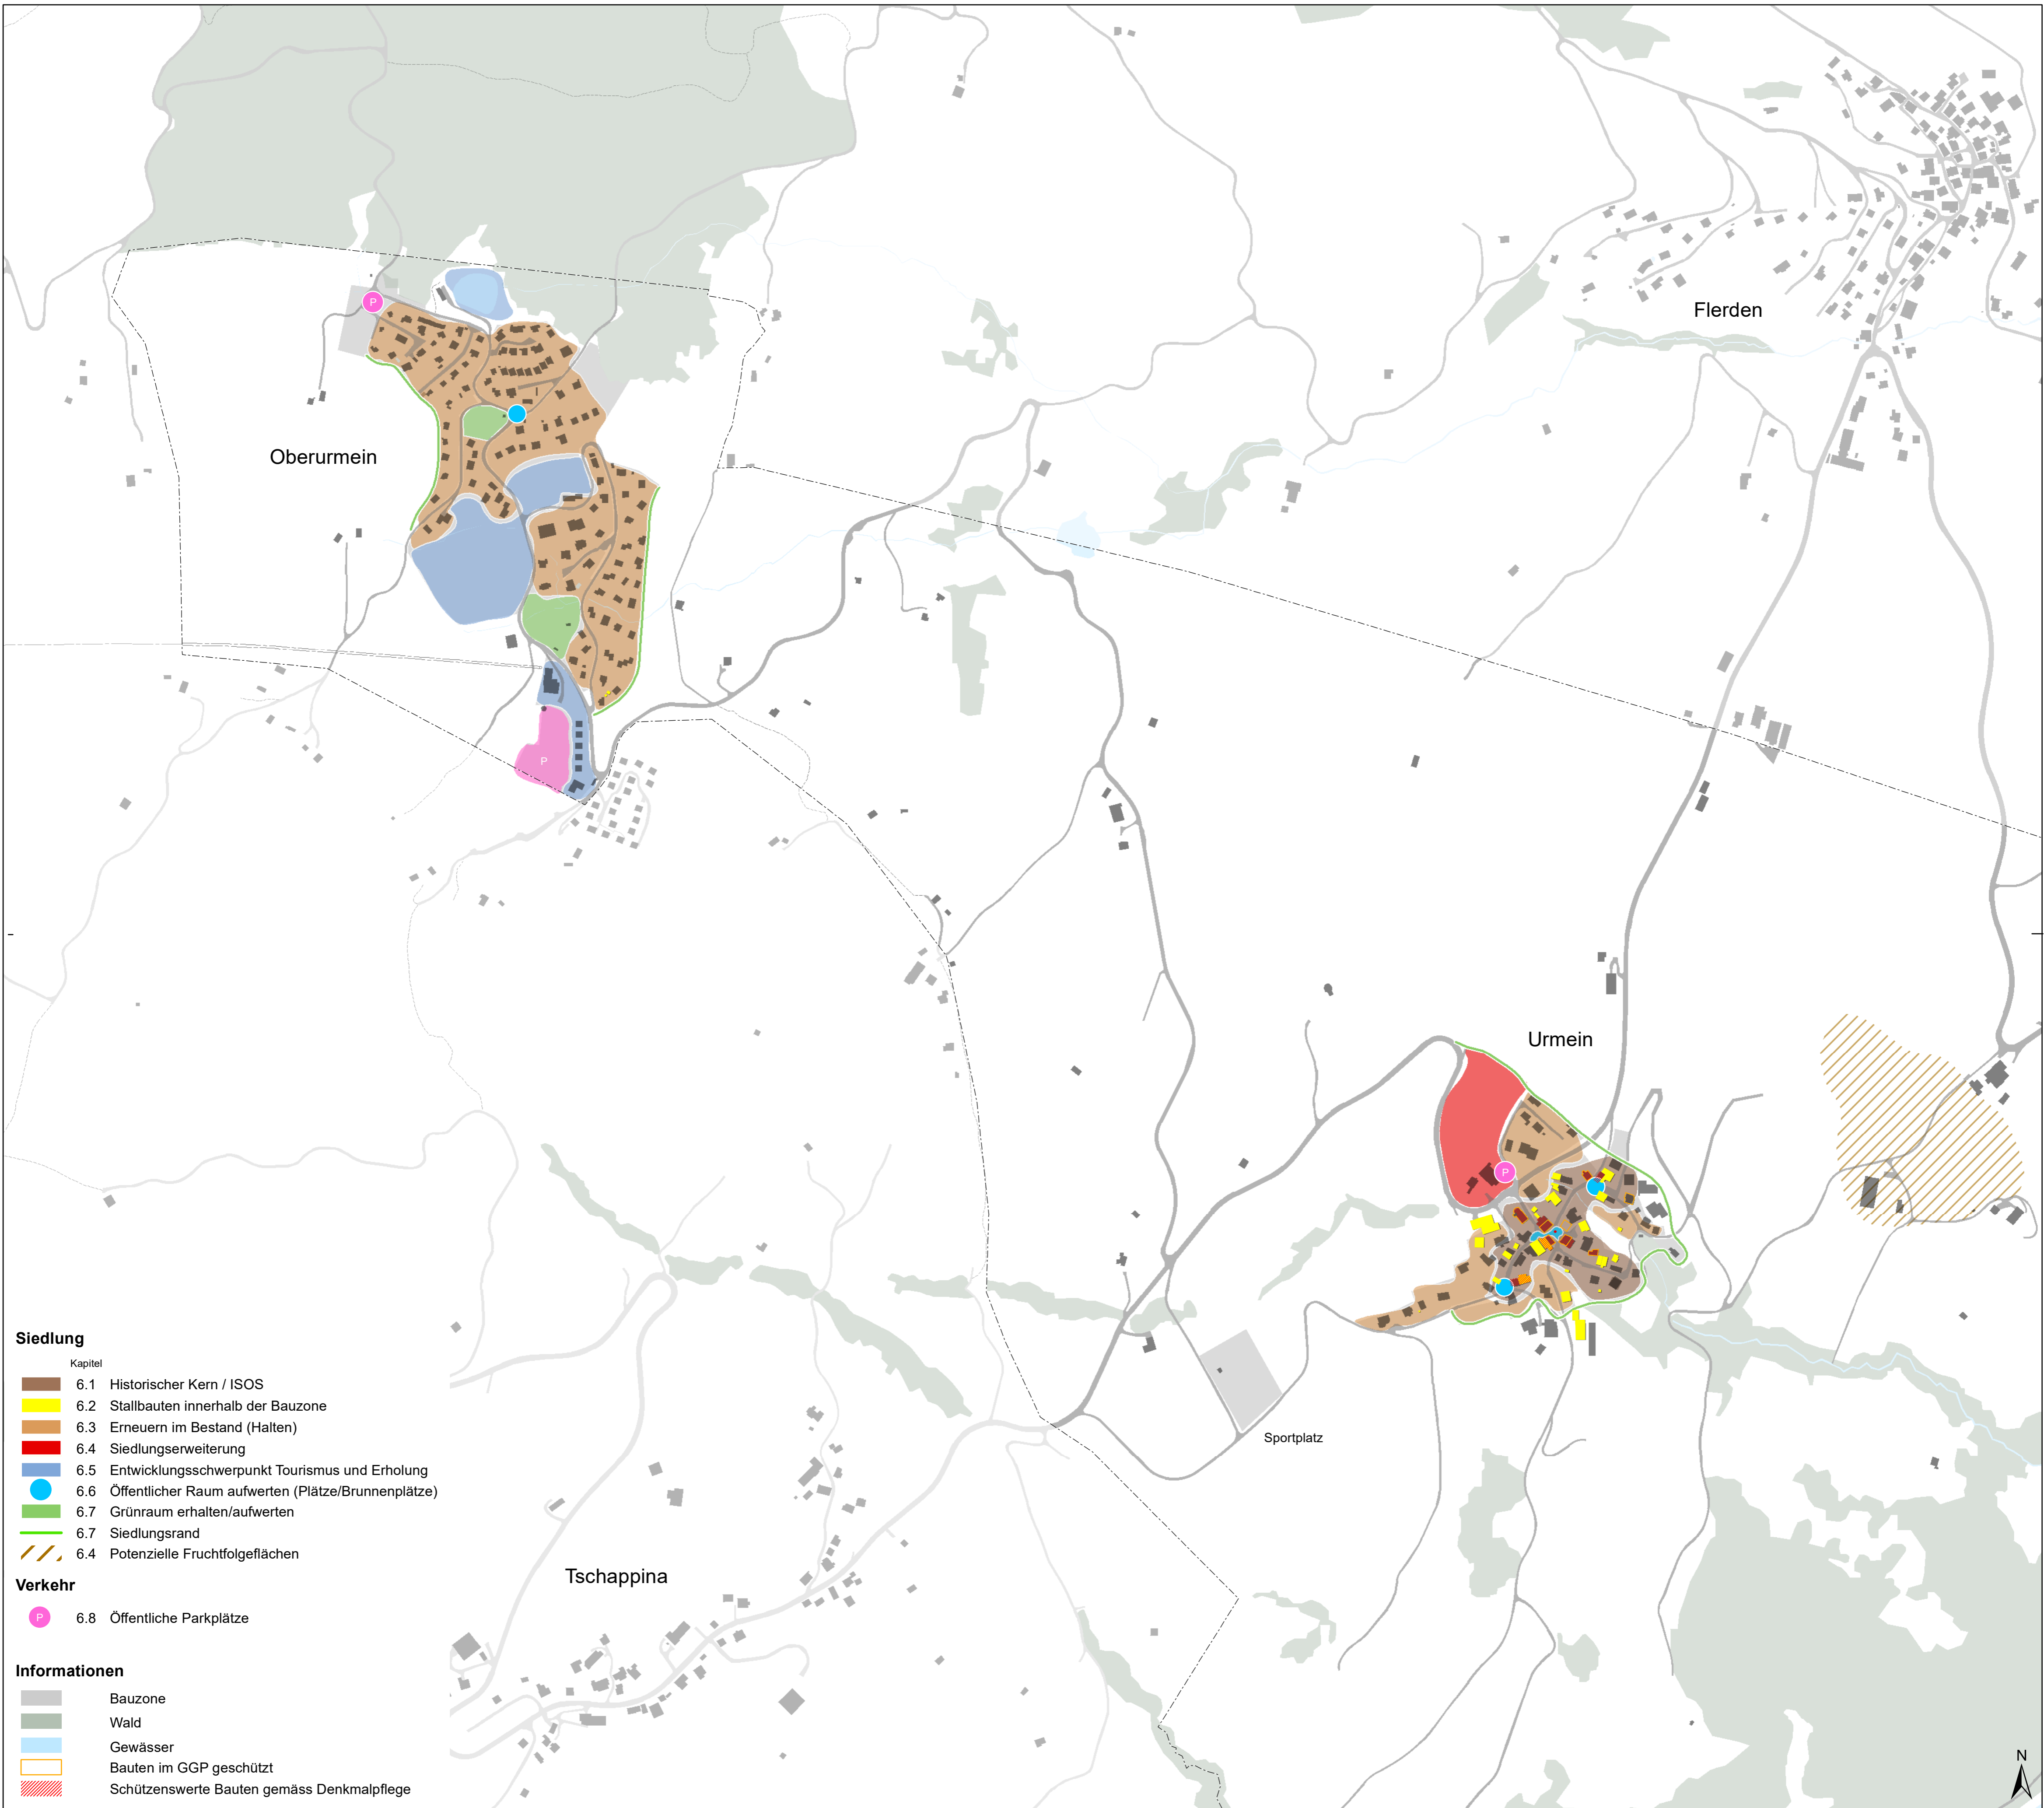 Flerden
P
Oberurmein
P
Urmein
P
Sportplatz
Tschappina
Siedlung
Kapitel
6.1 Historischer Kern / ISOS
6.2 Stallbauten innerhalb der Bauzone
6.3 Erneuern im Bestand (Halten)
6.4 Siedlungserweiterung
6.5 Entwicklungsschwerpunkt Tourismus und Erholung
6.6 Öffentlicher Raum aufwerten (Plätze/Brunnenplätze)
6.7 Grünraum erhalten/aufwerten
6.7 Siedlungsrand
6.4 Potenzielle Fruchtfolgeflächen
Verkehr
P 6.8 Öffentliche Parkplätze
Informationen
Bauzone
Wald
Gewässer
Bauten im GGP geschützt
Schützenswerte Bauten gemäss Denkmalpflege
N